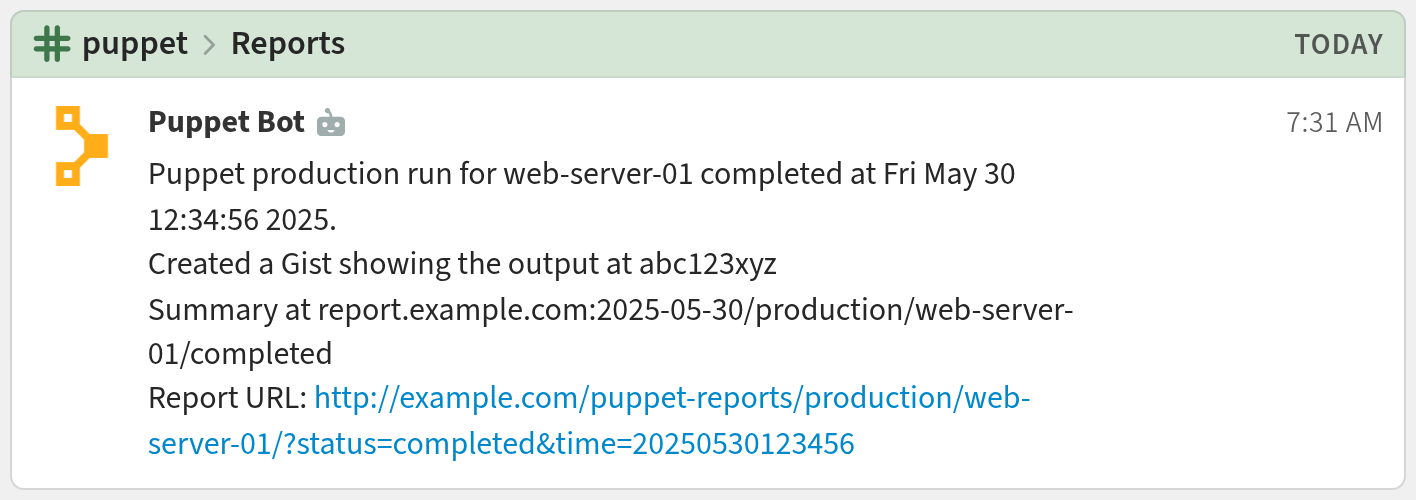 puppet > Reports TODAY
Puppet Bot 7:31 AM
Puppet production run for web-server-01 completed at Fri May 30
12:34:56 2025.
Created a Gist showing the output at abc123xyz
Summary at report.example.com:2025-05-30/production/web-server-
01/completed
Report URL: http://example.com/puppet-reports/production/web-
server-01/?status=completed&time=20250530123456